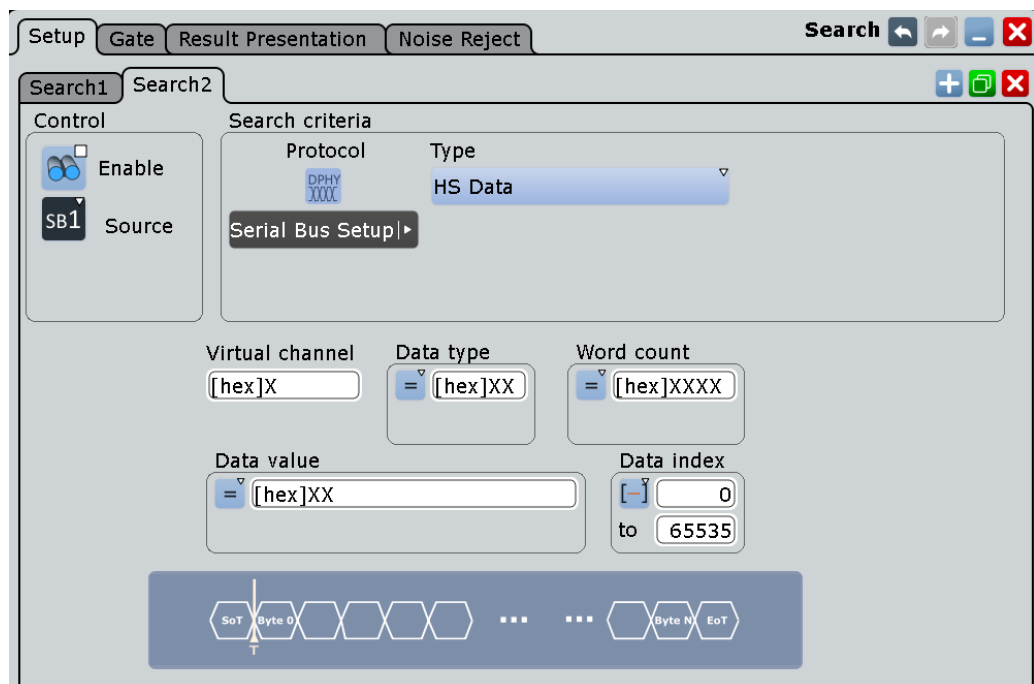 Setup Gate Result Presentation Noise Reject Search
Search1 Search2
Control Search criteria
Protocol Type
Enable DPHY HS Data
SB1 Source Serial Bus Setup
Virtual channel Data type Word count
[hex]X = [hex]XX = [hex]XXXX
Data value Data index
= [hex]XX [-] 0
to 65535
SoT Byte 0 ... ... Byte N EoT
T